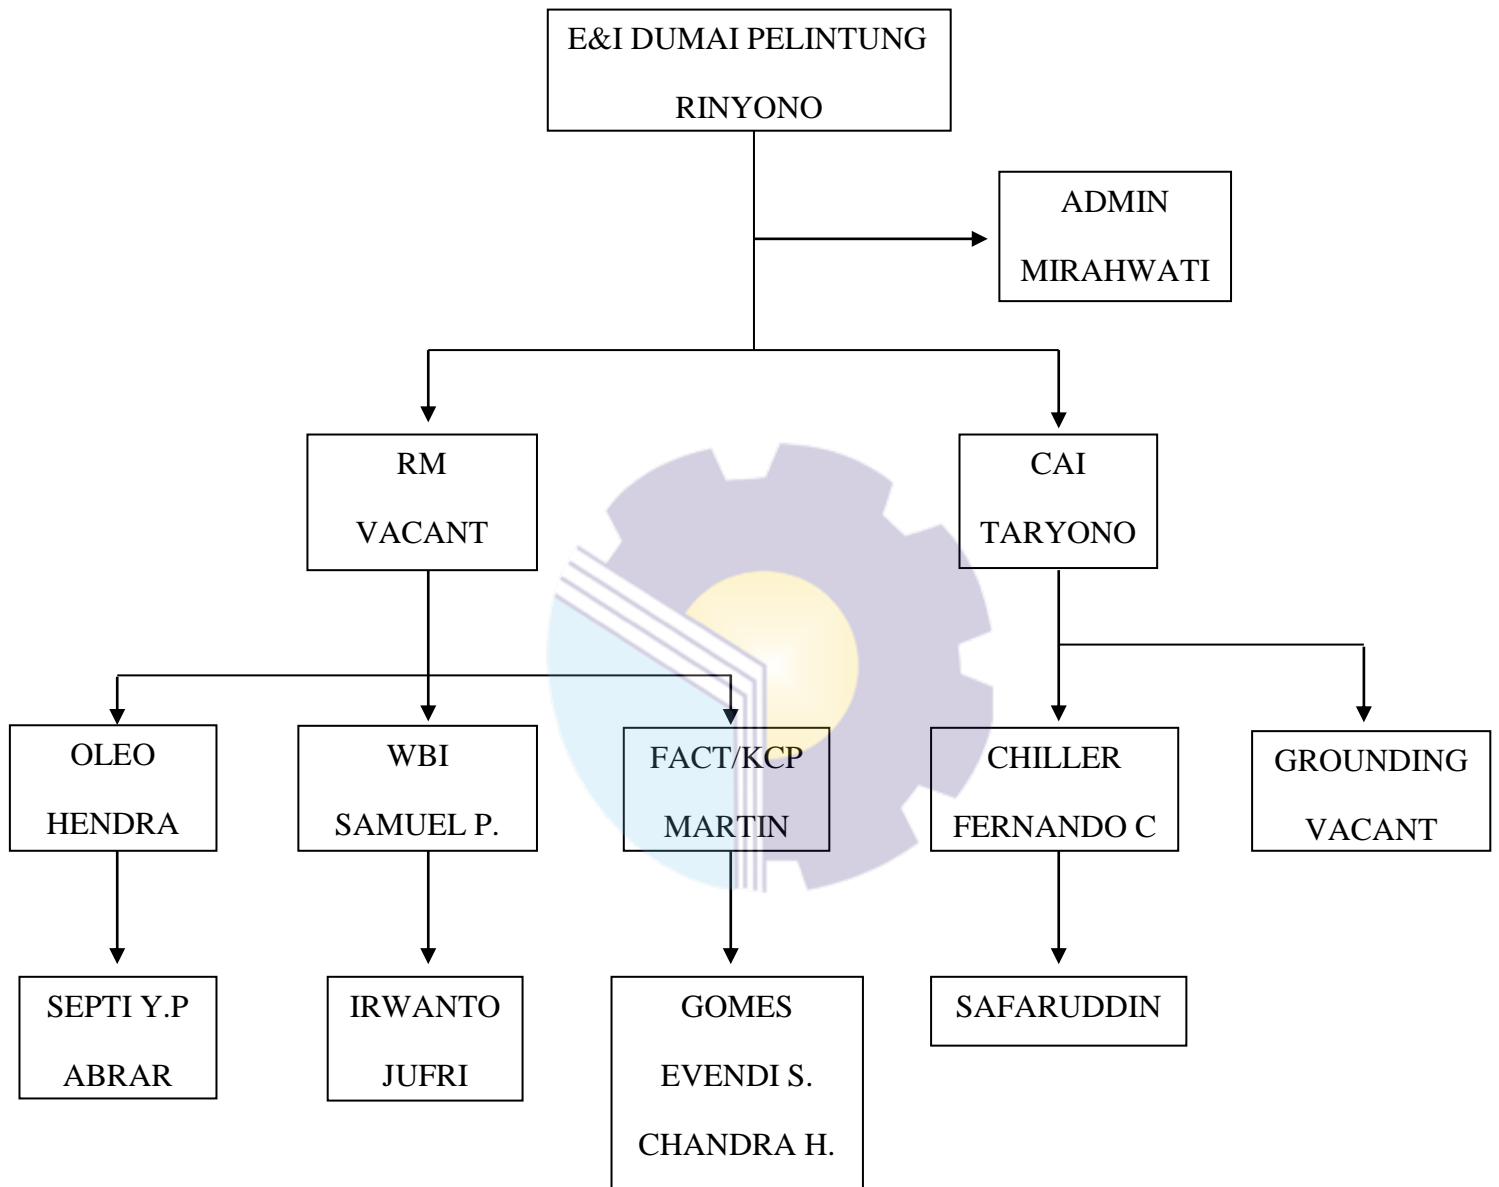 E&I DUMAI PELINTUNG
RINYONO
ADMIN
MIRAHWATI
RM
VACANT
CAI
TARYONO
OLEO
HENDRA
WBI
SAMUEL P.
FACT/KCP
MARTIN
CHILLER
FERNANDO C
GROUNDING
VACANT
SEPTI Y.P
ABRAR
IRWANTO
JUFRI
GOMES
EVENDI S.
CHANDRA H.
SAFARUDDIN